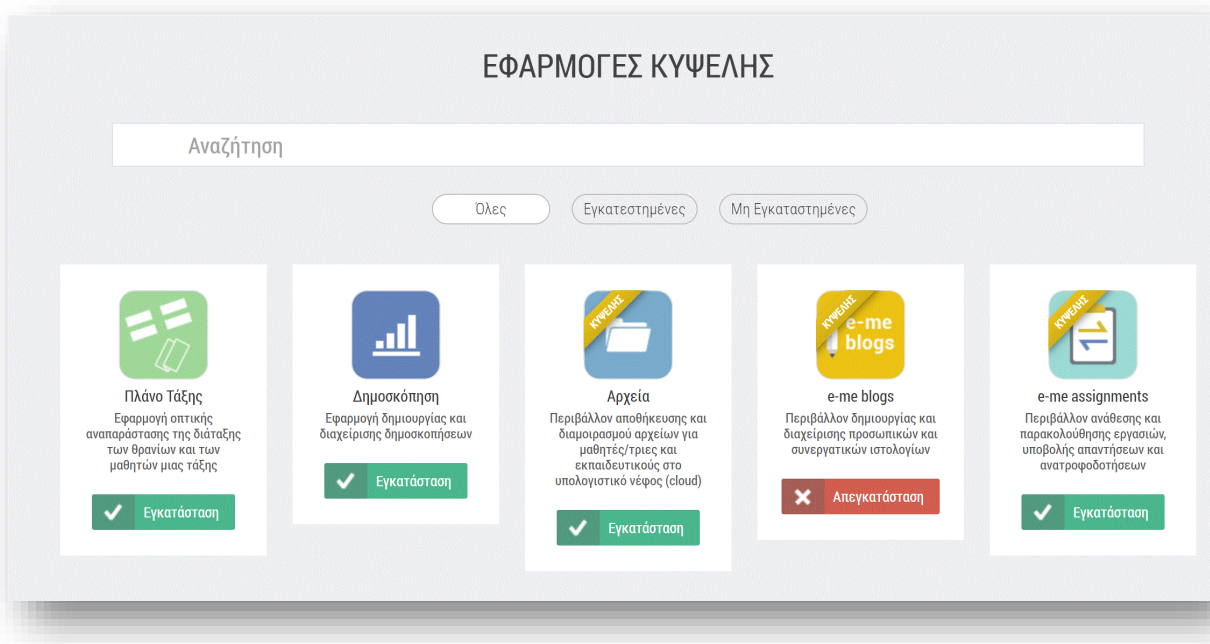 ΕΦΑΡΜΟΓΕΣ ΚΥΨΕΛΗΣ
Αναζήτηση
Όλες
Εγκατεστημένες
Μη Εγκαταστημένες
Πλάνο Τάξης
Εφαρμογή οπτικής
αναπαράστασης της διάταξης
των θρανίων και των
μαθητών μιας τάξης
Εγκατάσταση
Δημοσκόπηση
Εφαρμογή δημιουργίας και
διαχείρισης δημοσκοπήσεων
Εγκατάσταση
ΚΥΨΕΛΗΣ
Αρχεία
Περιβάλλον αποθήκευσης και
διαμοιρασμού αρχείων για
μαθητές/τριες και
εκπαιδευτικούς στο
υπολογιστικό νέφος (cloud)
Εγκατάσταση
ΚΥΨΕΛΗΣ
e-me
blogs
e-me blogs
Περιβάλλον δημιουργίας και
διαχείρισης προσωπικών και
συνεργατικών ιστολογίων
Απεγκατάσταση
ΚΥΨΕΛΗΣ
e-me assignments
Περιβάλλον ανάθεσης και
παρακολούθησης εργασιών,
υποβολής απαντήσεων και
ανατροφοδοτήσεων
Εγκατάσταση